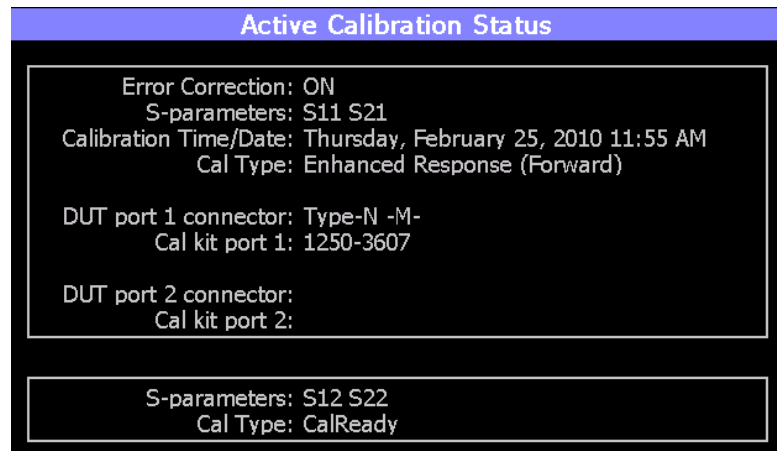 Active Calibration Status
Error Correction: ON
S-parameters: S11 S21
Calibration Time/Date: Thursday, February 25, 2010 11:55 AM
Cal Type: Enhanced Response (Forward)
DUT port 1 connector: Type-N -M-
Cal kit port 1: 1250-3607
DUT port 2 connector:
Cal kit port 2:
S-parameters: S12 S22
Cal Type: CalReady